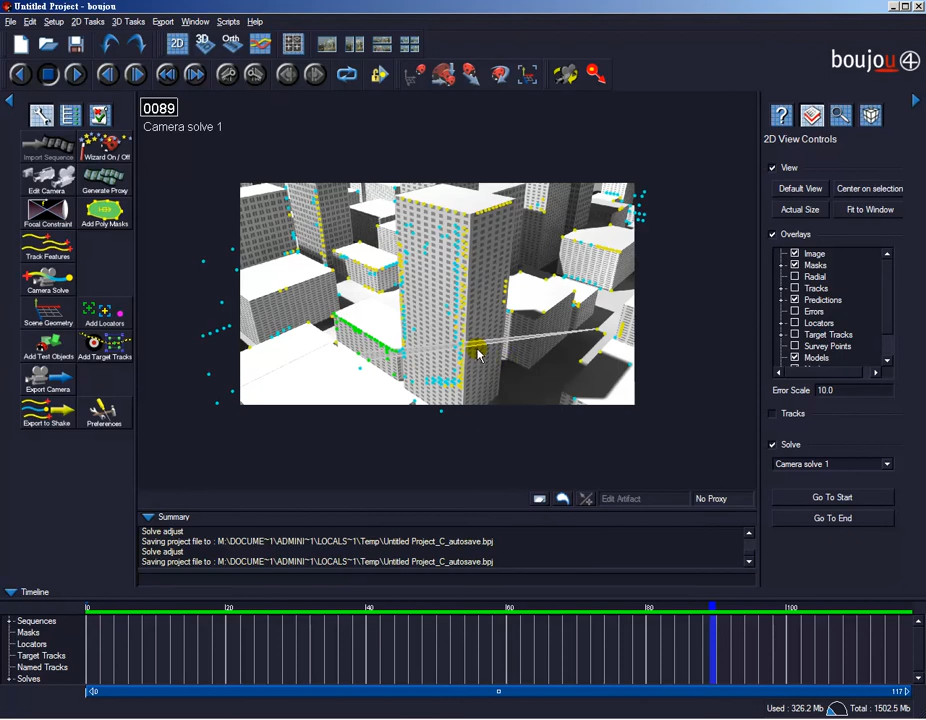 Untitled Project - boujou
File Edit Setup 2D Tasks 3D Tasks Export Window Scripts Help
2D 3D Orth
boujou 4
0089
Camera solve 1
Import Sequence
Wizard On / Off
Edit Camera
Generate Proxy
Focal Constraint
Add Poly Masks
Track Features
Camera Solve
Scene Geometry
Add Locators
Add Test Objects
Add Target Tracks
Export Camera
Export to Shake
Preferences
2D View Controls
View
Default View Center on selection
Actual Size Fit to Window
Overlays
Image
Masks
Radial
Tracks
Predictions
Errors
Locators
Target Tracks
Survey Points
Models
Error Scale 10.0
Tracks
Solve
Camera solve 1
Go To Start
Go To End
Edit Artifact No Proxy
Summary
Solve adjust
Saving project file to : M:\DOCUME~1\ADMINI~1\LOCALS~1\Temp\Untitled Project_C_autosave.bpj
Solve adjust
Saving project file to : M:\DOCUME~1\ADMINI~1\LOCALS~1\Temp\Untitled Project_C_autosave.bpj
Timeline
|0 |20 |40 |60 |80 |100
Sequences
Masks
Locators
Target Tracks
Named Tracks
Solves
0 117
Used : 326.2 Mb Total : 1502.5 Mb